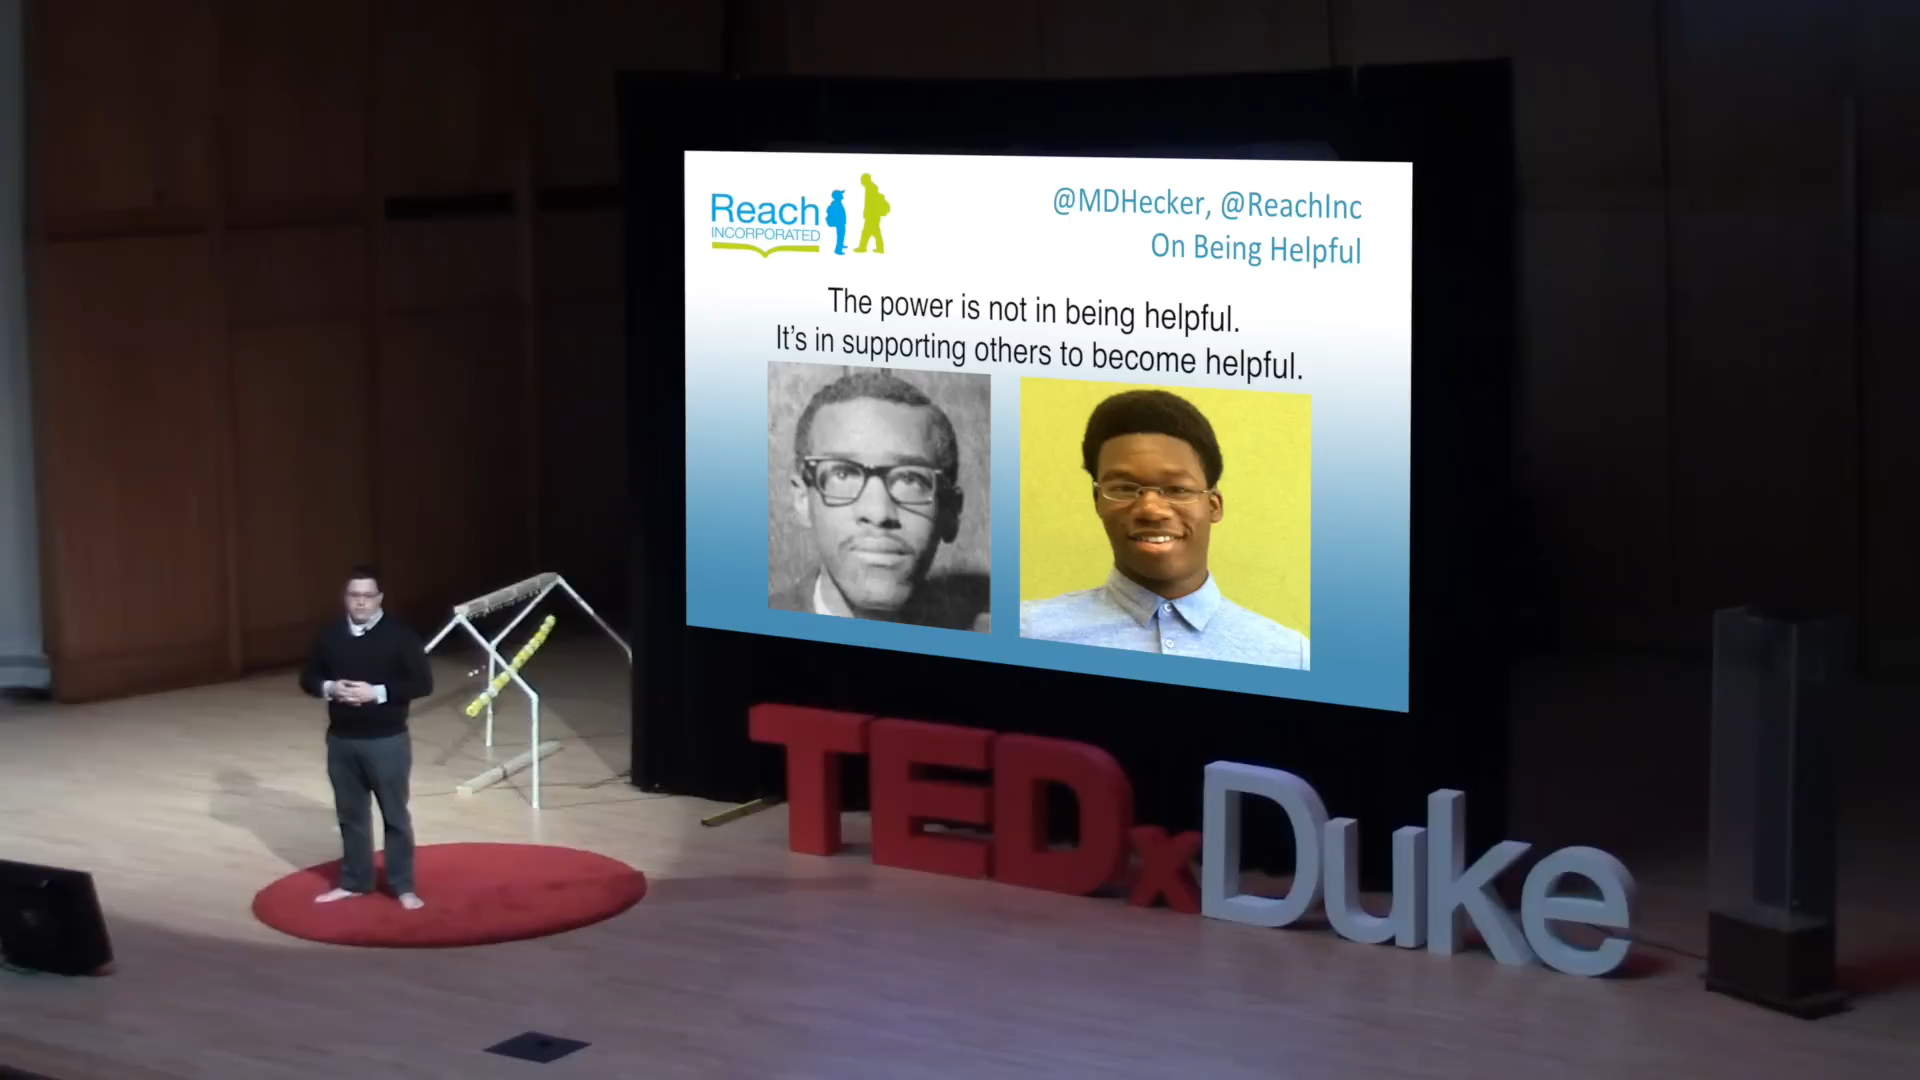 Reach
INCORPORATED
@MDHecker, @ReachInc
On Being Helpful
The power is not in being helpful.
It's in supporting others to become helpful.
TEDxDuke